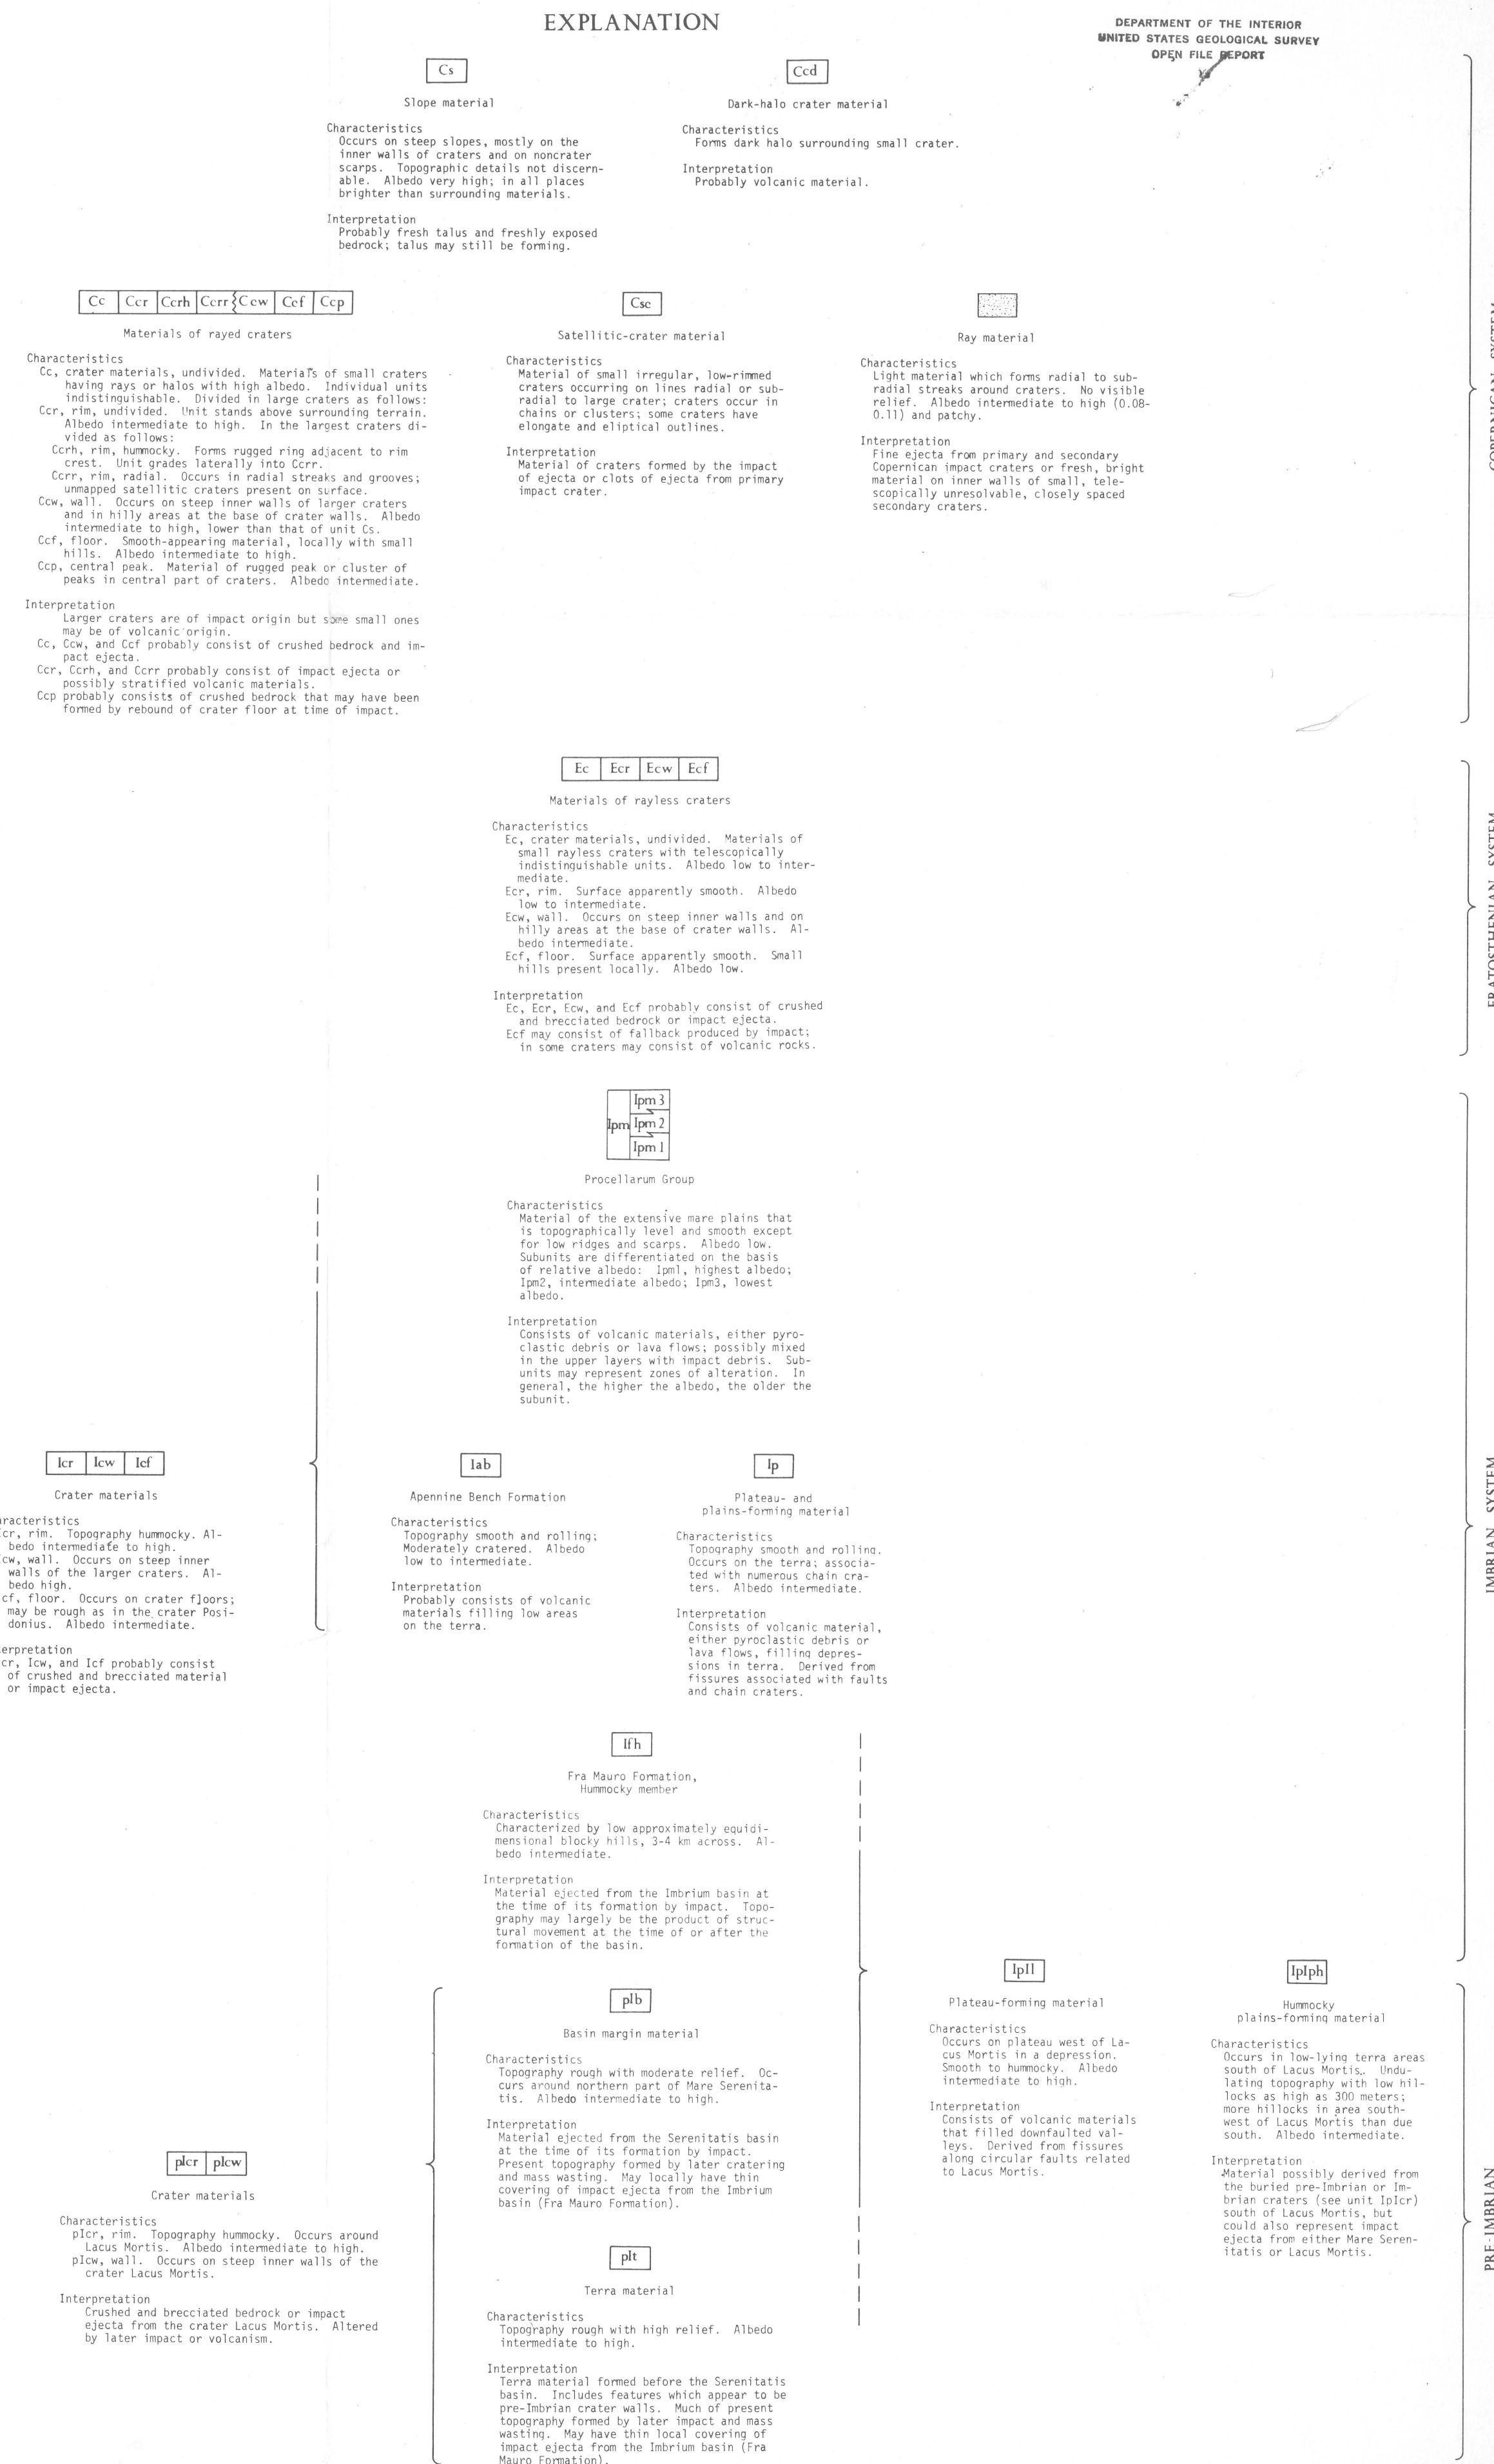 EXPLANATION
DEPARTMENT OF THE INTERIOR
UNITED STATES GEOLOGICAL SURVEY
OPEN FILE REPORT
Cs
Slope material
Characteristics
Occurs on steep slopes, mostly on the
inner walls of craters and on noncrater
scarps. Topographic details not discern-
able. Albedo very high; in all places
brighter than surrounding materials.
Interpretation
Probably fresh talus and freshly exposed
bedrock; talus may still be forming.
Ccd
Dark-halo crater material
Characteristics
Forms dark halo surrounding small crater.
Interpretation
Probably volcanic material.
Cc Ccr Ccrh Ccrr Ccw Ccf Ccp
Materials of rayed craters
Characteristics
Cc, crater materials, undivided. Materials of small craters
having rays or halos with high albedo. Individual units
indistinguishable. Divided in large craters as follows:
Ccr, rim, undivided. Unit stands above surrounding terrain.
Albedo intermediate to high. In the largest craters di-
vided as follows:
Ccrh, rim, hummocky. Forms rugged ring adjacent to rim
crest. Unit grades laterally into Ccrr.
Ccrr, rim, radial. Occurs in radial streaks and grooves;
unmapped satellitic craters present on surface.
Ccw, wall. Occurs on steep inner walls of larger craters
and in hilly areas at the base of crater walls. Albedo
intermediate to high, lower than that of unit Cs.
Ccf, floor. Smooth-appearing material, locally with small
hills. Albedo intermediate to high.
Ccp, central peak. Material of rugged peak or cluster of
peaks in central part of craters. Albedo intermediate.
Interpretation
Larger craters are of impact origin but some small ones
may be of volcanic origin.
Cc, Ccw, and Ccf probably consist of crushed bedrock and im-
pact ejecta.
Ccr, Ccrh, and Ccrr probably consist of impact ejecta or
possibly stratified volcanic materials.
Ccp probably consists of crushed bedrock that may have been
formed by rebound of crater floor at time of impact.
Csc
Satellitic-crater material
Characteristics
Material of small irregular, low-rimmed
craters occurring on lines radial or sub-
radial to large crater; craters occur in
chains or clusters; some craters have
elongate and eliptical outlines.
Interpretation
Material of craters formed by the impact
of ejecta or clots of ejecta from primary
impact crater.
Ray material
Characteristics
Light material which forms radial to sub-
radial streaks around craters. No visible
relief. Albedo intermediate to high (0.08-
0.11) and patchy.
Interpretation
Fine ejecta from primary and secondary
Copernican impact craters or fresh, bright
material on inner walls of small, tele-
scopically unresolvable, closely spaced
secondary craters.
COPERNICAN SYSTEM
Ec Ecr Ecw Ecf
Materials of rayless craters
Characteristics
Ec, crater materials, undivided. Materials of
small rayless craters with telescopically
indistinguishable units. Albedo low to inter-
mediate.
Ecr, rim. Surface apparently smooth. Albedo
low to intermediate.
Ecw, wall. Occurs on steep inner walls and on
hilly areas at the base of crater walls. Al-
bedo intermediate.
Ecf, floor. Surface apparently smooth. Small
hills present locally. Albedo low.
Interpretation
Ec, Ecr, Ecw, and Ecf probably consist of crushed
and brecciated bedrock or impact ejecta.
Ecf may consist of fallback produced by impact;
in some craters may consist of volcanic rocks.
ERATOSTHENIAN SYSTEM
Ipm
Ipm 3
Ipm 2
Ipm 1
Procellarum Group
Characteristics
Material of the extensive mare plains that
is topographically level and smooth except
for low ridges and scarps. Albedo low.
Subunits are differentiated on the basis
of relative albedo: Ipm1, highest albedo;
Ipm2, intermediate albedo; Ipm3, lowest
albedo.
Interpretation
Consists of volcanic materials, either pyro-
clastic debris or lava flows; possibly mixed
in the upper layers with impact debris. Sub-
units may represent zones of alteration. In
general, the higher the albedo, the older the
subunit.
Icr Icw Icf
Crater materials
racteristics
cr, rim. Topography hummocky. Al-
bedo intermediate to high.
cw, wall. Occurs on steep inner
walls of the larger craters. Al-
bedo high.
cf, floor. Occurs on crater floors;
may be rough as in the crater Posi-
donius. Albedo intermediate.
erpretation
cr, Icw, and Icf probably consist
of crushed and brecciated material
or impact ejecta.
Iab
Apennine Bench Formation
Characteristics
Topography smooth and rolling;
Moderately cratered. Albedo
low to intermediate.
Interpretation
Probably consists of volcanic
materials filling low areas
on the terra.
Ip
Plateau- and
plains-forming material
Characteristics
Topography smooth and rolling.
Occurs on the terra; associa-
ted with numerous chain cra-
ters. Albedo intermediate.
Interpretation
Consists of volcanic material,
either pyroclastic debris or
lava flows, filling depres-
sions in terra. Derived from
fissures associated with faults
and chain craters.
IMBRIAN SYSTEM
Ifh
Fra Mauro Formation,
Hummocky member
Characteristics
Characterized by low approximately equidi-
mensional blocky hills, 3-4 km across. Al-
bedo intermediate.
Interpretation
Material ejected from the Imbrium basin at
the time of its formation by impact. Topo-
graphy may largely be the product of struc-
tural movement at the time of or after the
formation of the basin.
pIb
Basin margin material
Characteristics
Topography rough with moderate relief. Oc-
curs around northern part of Mare Serenita-
tis. Albedo intermediate to high.
Interpretation
Material ejected from the Serenitatis basin
at the time of its formation by impact.
Present topography formed by later cratering
and mass wasting. May locally have thin
covering of impact ejecta from the Imbrium
basin (Fra Mauro Formation).
IpIl
Plateau-forming material
Characteristics
Occurs on plateau west of La-
cus Mortis in a depression.
Smooth to hummocky. Albedo
intermediate to high.
Interpretation
Consists of volcanic materials
that filled downfaulted val-
leys. Derived from fissures
along circular faults related
to Lacus Mortis.
IpIph
Hummocky
plains-forming material
Characteristics
Occurs in low-lying terra areas
south of Lacus Mortis. Undu-
lating topography with low hil-
locks as high as 300 meters;
more hillocks in area south-
west of Lacus Mortis than due
south. Albedo intermediate.
Interpretation
Material possibly derived from
the buried pre-Imbrian or Im-
brian craters (see unit IpIcr)
south of Lacus Mortis, but
could also represent impact
ejecta from either Mare Seren-
itatis or Lacus Mortis.
pIcr pIcw
Crater materials
Characteristics
pIcr, rim. Topography hummocky. Occurs around
Lacus Mortis. Albedo intermediate to high.
pIcw, wall. Occurs on steep inner walls of the
crater Lacus Mortis.
Interpretation
Crushed and brecciated bedrock or impact
ejecta from the crater Lacus Mortis. Altered
by later impact or volcanism.
pIt
Terra material
Characteristics
Topography rough with high relief. Albedo
intermediate to high.
Interpretation
Terra material formed before the Serenitatis
basin. Includes features which appear to be
pre-Imbrian crater walls. Much of present
topography formed by later impact and mass
wasting. May have thin local covering of
impact ejecta from the Imbrium basin (Fra
Mauro Formation).
PRE-IMBRIAN